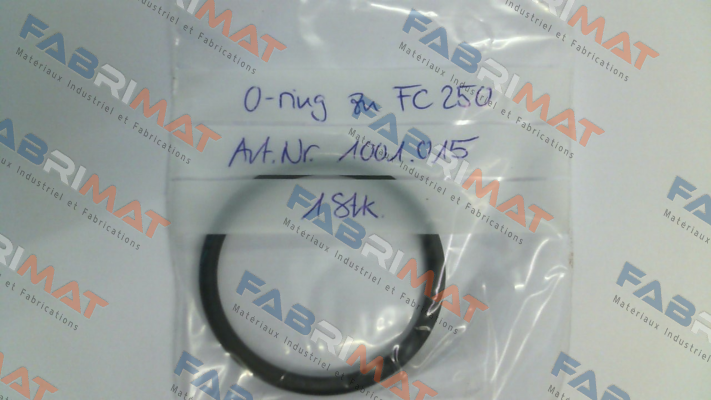 O-ring zu FC 250
Art.Nr. 1001.015
1 Stk.
FABRIMAT
Materiaux Industriel et Fabrications